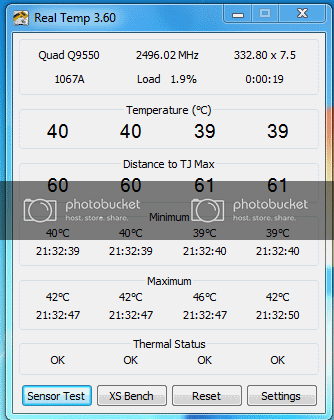 Real Temp 3.60
Quad Q9550 2496.02 MHz 332.80 x 7.5
1067A Load 1.9% 0:00:19
Temperature (°C)
40 40 39 39
Distance to TJ Max
60 60 61 61
photobucket photobucket
host. store. share. host. store. share.
Minimum
40°C 40°C 39°C 39°C
21:32:39 21:32:39 21:32:40 21:32:40
Maximum
42°C 42°C 46°C 42°C
21:32:47 21:32:47 21:32:47 21:32:50
Thermal Status
OK OK OK OK
Sensor Test XS Bench Reset Settings